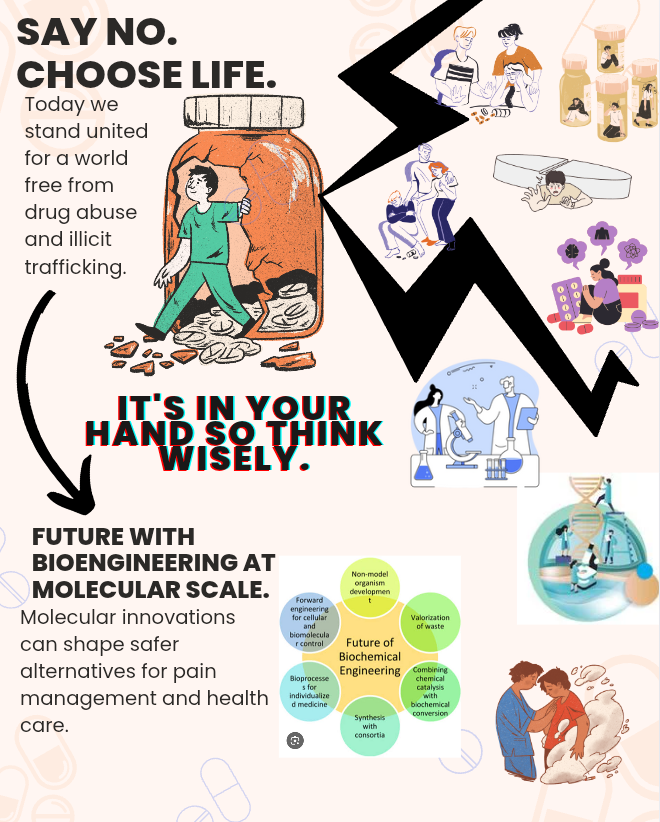 SAY NO.
CHOOSE LIFE.
Today we
stand united
for a world
free from
drug abuse
and illicit
trafficking.
IT'S IN YOUR
HAND SO THINK
WISELY.
FUTURE WITH
BIOENGINEERING AT
MOLECULAR SCALE.
Molecular innovations
can shape safer
alternatives for pain
management and health
care.
Non-model
organism
developmen
t
Forward
engineering
for cellular
and
biomolecula
r control
Valorization
of waste
Future of
Biochemical
Engineering
Bioprocesse
s for
individualize
d medicine
Combining
chemical
catalysis
with
biochemical
conversion
Synthesis
with
consortia